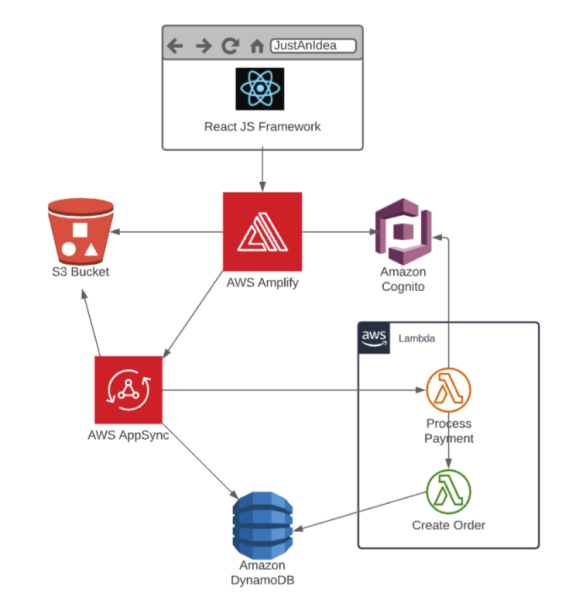 JustAnIdea
React JS Framework
S3 Bucket
AWS Amplify
Amazon
Cognito
aws
Lambda
AWS AppSync
Process
Payment
Create Order
Amazon
DynamoDB